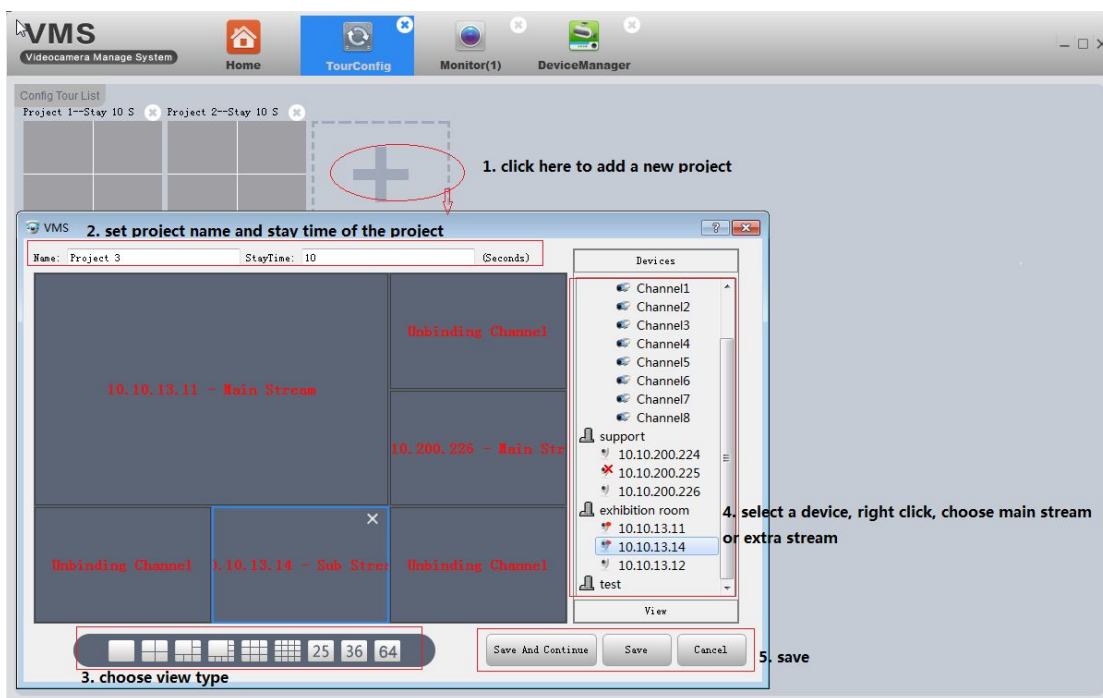 VMS
Videocamera Manage System
Home
TourConfig
Monitor(1)
DeviceManager
Config Tour List
Project 1--Stay 10 S
Project 2--Stay 10 S
1. click here to add a new project
VMS
2. set project name and stay time of the project
Name: Project 3 StayTime: 10 (Seconds)
Devices
10.10.13.11 - Main Stream
Unbinding Channel
10.200.226 - Main Str
Unbinding Channel
0.10.13.14 - Sub Stre
Unbinding Channel
Channel1
Channel2
Channel3
Channel4
Channel5
Channel6
Channel7
Channel8
support
10.10.200.224
10.10.200.225
10.10.200.226
exhibition room
10.10.13.11
10.10.13.14
10.10.13.12
test
View
4. select a device, right click, choose main stream
or extra stream
25 36 64
3. choose view type
Save And Continue Save Cancel
5. save